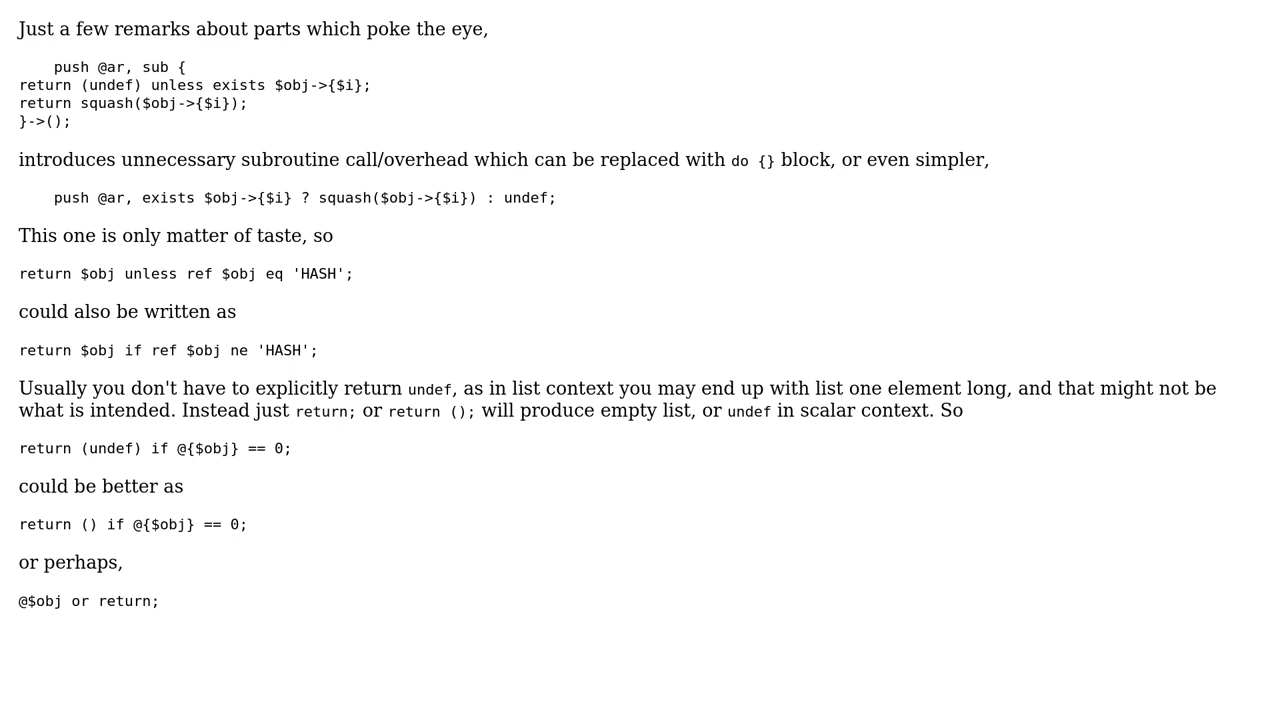 Just a few remarks about parts which poke the eye,
push @ar, sub {
return (undef) unless exists $obj->{$i};
return squash($obj->{$i});
}->();
introduces unnecessary subroutine call/overhead which can be replaced with do {} block, or even simpler,
push @ar, exists $obj->{$i} ? squash($obj->{$i}) : undef;
This one is only matter of taste, so
return $obj unless ref $obj eq 'HASH';
could also be written as
return $obj if ref $obj ne 'HASH';
Usually you don't have to explicitly return undef, as in list context you may end up with list one element long, and that might not be
what is intended. Instead just return; or return (); will produce empty list, or undef in scalar context. So
return (undef) if @{$obj} == 0;
could be better as
return () if @{$obj} == 0;
or perhaps,
@$obj or return;